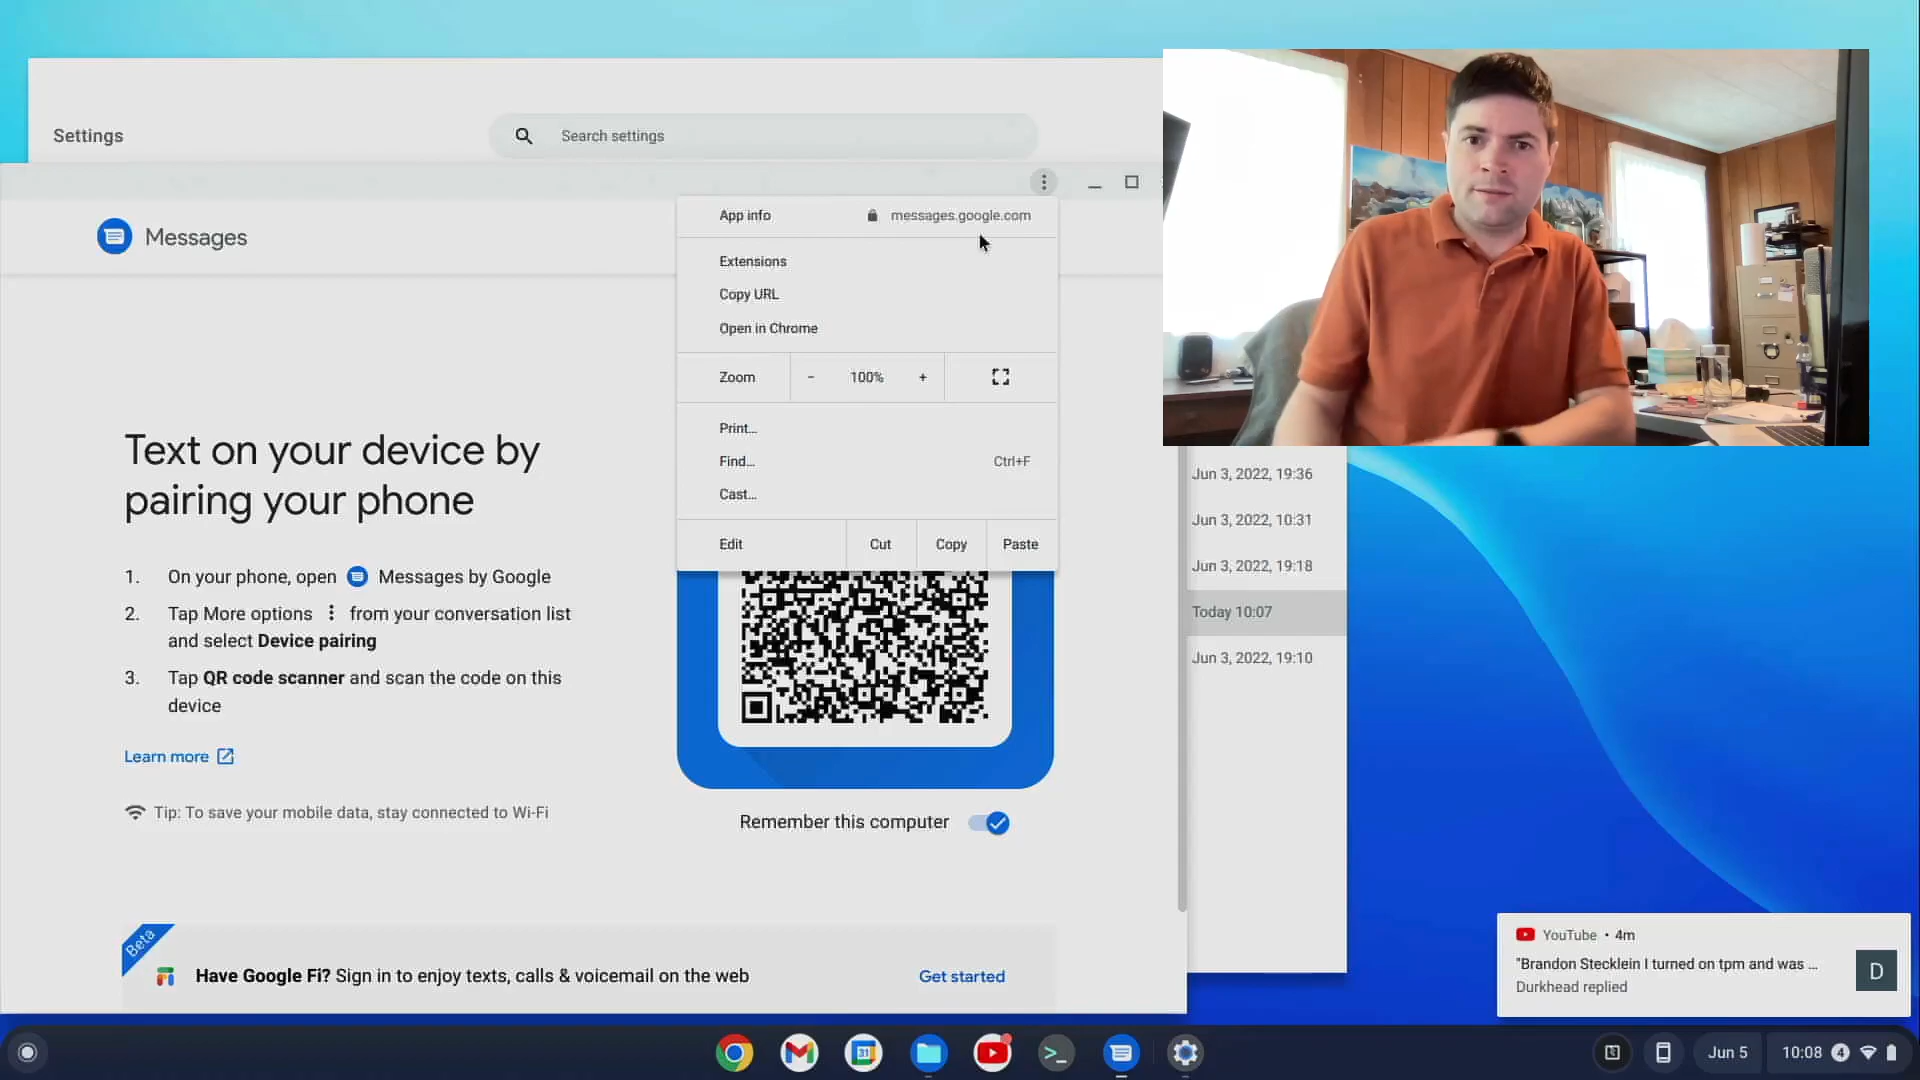 Settings
Search settings
Messages
App info
messages.google.com
Extensions
Copy URL
Open in Chrome
Zoom
-
100%
+
Print...
Find...
Ctrl+F
Cast...
Edit
Cut
Copy
Paste
Text on your device by
pairing your phone
1. On your phone, open Messages by Google
2. Tap More options from your conversation list
and select Device pairing
3. Tap QR code scanner and scan the code on this
device
Learn more
Tip: To save your mobile data, stay connected to Wi-Fi
Remember this computer
Beta
Have Google Fi? Sign in to enjoy texts, calls & voicemail on the web
Get started
Jun 3, 2022, 19:36
Jun 3, 2022, 10:31
Jun 3, 2022, 19:18
Today 10:07
Jun 3, 2022, 19:10
YouTube • 4m
"Brandon Stecklein I turned on tpm and was ...
Durkhead replied
D
31
>_
Jun 5
10:08
4